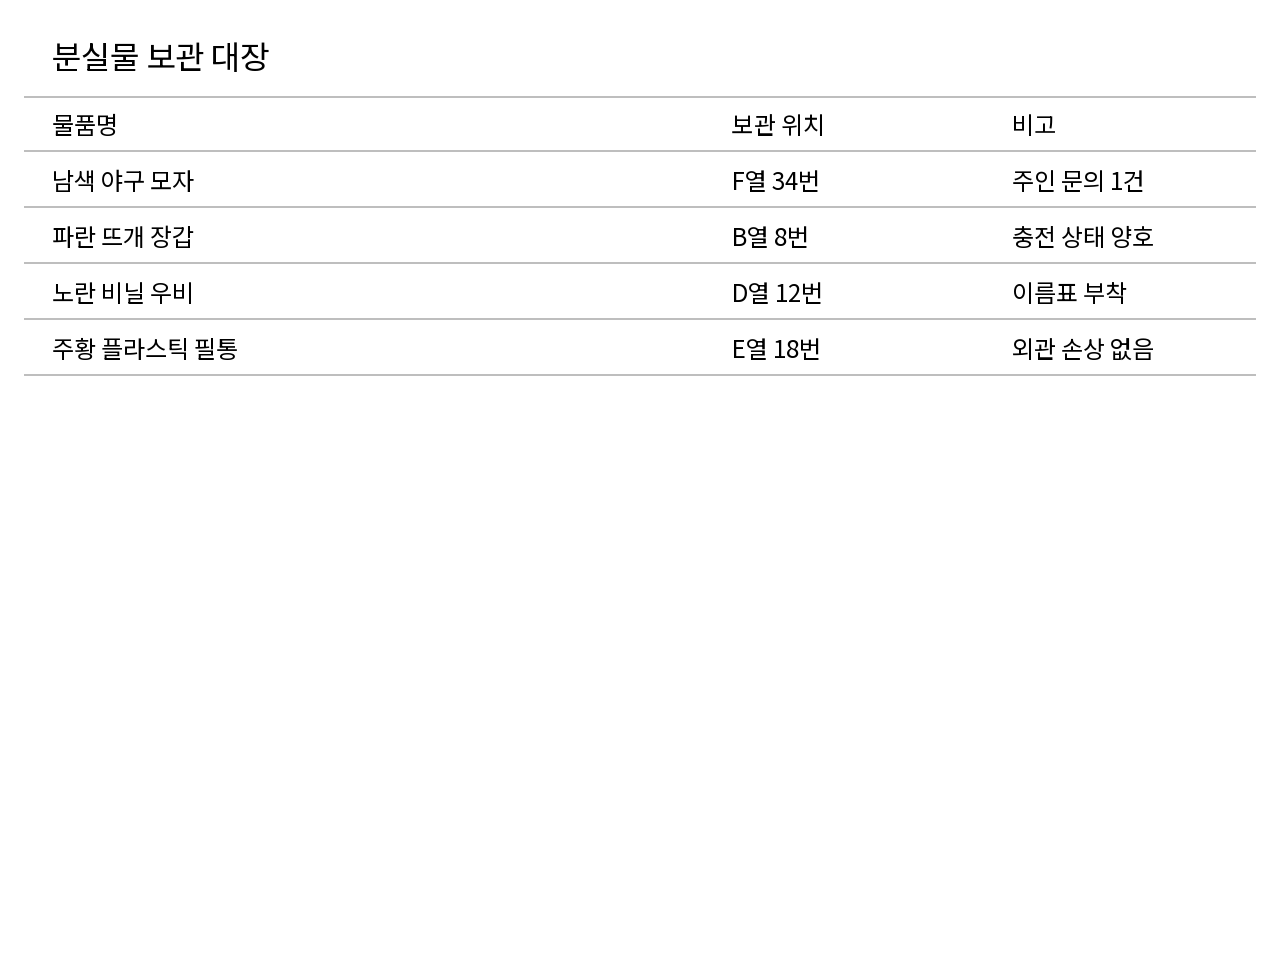 분실물 보관 대장
물품명 보관 위치 비고
남색 야구 모자 F열 34번 주인 문의 1건
파란 뜨개 장갑 B열 8번 충전 상태 양호
노란 비닐 우비 D열 12번 이름표 부착
주황 플라스틱 필통 E열 18번 외관 손상 없음